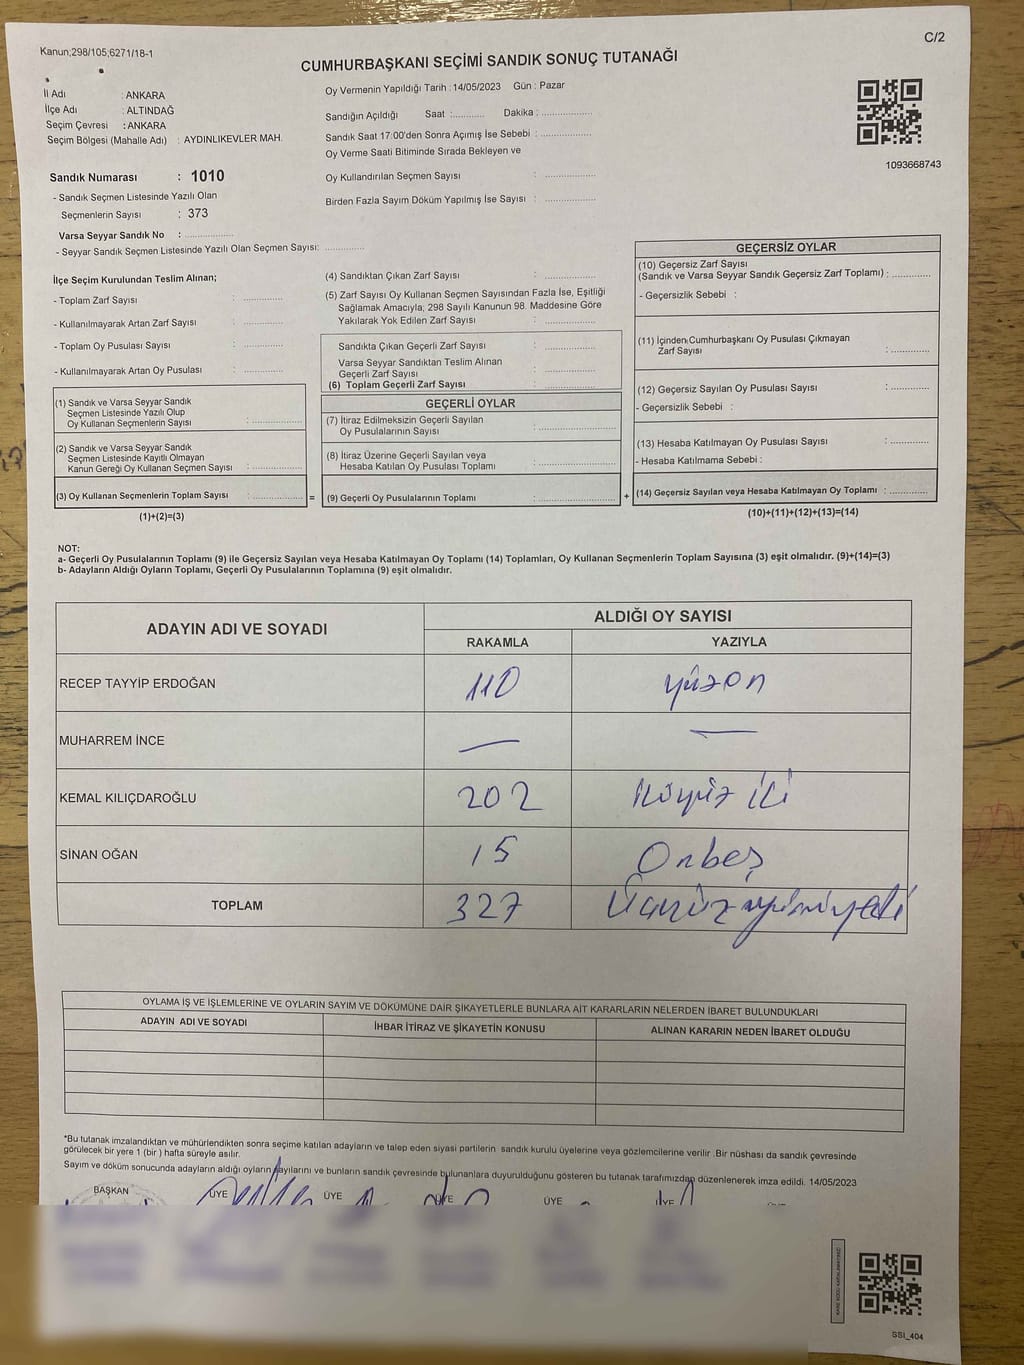 Kanun;298/105;6271/18-1
C/2
CUMHURBAŞKANI SEÇİMİ SANDIK SONUÇ TUTANAĞI
İl Adı : ANKARA
İlçe Adı : ALTINDAĞ
Seçim Çevresi : ANKARA
Seçim Bölgesi (Mahalle Adı) : AYDINLIKEVLER MAH.
Sandık Numarası : 1010
- Sandık Seçmen Listesinde Yazılı Olan
Seçmenlerin Sayısı : 373
Varsa Seyyar Sandık No : ..................
- Seyyar Sandık Seçmen Listesinde Yazılı Olan Seçmen Sayısı: ............
Oy Vermenin Yapıldığı Tarih : 14/05/2023 Gün : Pazar
Sandığın Açıldığı Saat :.......... Dakika : ...............
Sandık Saat 17:00'den Sonra Açımış İse Sebebi : ...............
Oy Verme Saati Bitiminde Sırada Bekleyen ve
Oy Kullandırılan Seçmen Sayısı : ...............
Birden Fazla Sayım Döküm Yapılmış İse Sayısı : ...............
1093668743
İlçe Seçim Kurulundan Teslim Alınan;
- Toplam Zarf Sayısı : ............
- Kullanılmayarak Artan Zarf Sayısı : ............
- Toplam Oy Pusulası Sayısı : ............
- Kullanılmayarak Artan Oy Pusulası : ............
(1) Sandık ve Varsa Seyyar Sandık
Seçmen Listesinde Yazılı Olup
Oy Kullanan Seçmenlerin Sayısı : ...............
(2) Sandık ve Varsa Seyyar Sandık
Seçmen Listesinde Kayıtlı Olmayan
Kanun Gereği Oy Kullanan Seçmen Sayısı : ...............
(3) Oy Kullanan Seçmenlerin Toplam Sayısı : ............... =
(1)+(2)=(3)
(4) Sandıktan Çıkan Zarf Sayısı : ...............
(5) Zarf Sayısı Oy Kullanan Seçmen Sayısından Fazla İse, Eşitliği
Sağlamak Amacıyla; 298 Sayılı Kanunun 98. Maddesine Göre
Yakılarak Yok Edilen Zarf Sayısı : ...............
Sandıkta Çıkan Geçerli Zarf Sayısı : ...............
Varsa Seyyar Sandıktan Teslim Alınan
Geçerli Zarf Sayısı : ...............
(6) Toplam Geçerli Zarf Sayısı : ...............
GEÇERLİ OYLAR
(7) İtiraz Edilmeksizin Geçerli Sayılan
Oy Pusulalarının Sayısı : ...............
(8) İtiraz Üzerine Geçerli Sayılan veya
Hesaba Katılan Oy Pusulası Toplamı : ...............
(9) Geçerli Oy Pusulalarının Toplamı : ............... +
GEÇERSİZ OYLAR
(10) Geçersiz Zarf Sayısı
(Sandık ve Varsa Seyyar Sandık Geçersiz Zarf Toplamı) : ............
- Geçersizlik Sebebi :
(11) İçinden Cumhurbaşkanı Oy Pusulası Çıkmayan
Zarf Sayısı : ............
(12) Geçersiz Sayılan Oy Pusulası Sayısı : ............
- Geçersizlik Sebebi :
(13) Hesaba Katılmayan Oy Pusulası Sayısı : ............
- Hesaba Katılmama Sebebi :
(14) Geçersiz Sayılan veya Hesaba Katılmayan Oy Toplamı : ............
(10)+(11)+(12)+(13)=(14)
NOT:
a- Geçerli Oy Pusulalarının Toplamı (9) ile Geçersiz Sayılan veya Hesaba Katılmayan Oy Toplamı (14) Toplamları, Oy Kullanan Seçmenlerin Toplam Sayısına (3) eşit olmalıdır. (9)+(14)=(3)
b- Adayların Aldığı Oyların Toplamı, Geçerli Oy Pusulalarının Toplamına (9) eşit olmalıdır.
ADAYIN ADI VE SOYADI ALDIĞI OY SAYISI
RAKAMLA YAZIYLA
RECEP TAYYİP ERDOĞAN 110 yüzon
MUHARREM İNCE — —
KEMAL KILIÇDAROĞLU 202 ikiyüz iki
SİNAN OĞAN 15 Onbeş
TOPLAM 327 Üçyüzyirmiyedi
OYLAMA İŞ VE İŞLEMLERİNE VE OYLARIN SAYIM VE DÖKÜMÜNE DAİR ŞİKAYETLERLE BUNLARA AİT KARARLARIN NELERDEN İBARET BULUNDUKLARI
ADAYIN ADI VE SOYADI İHBAR İTİRAZ VE ŞİKAYETİN KONUSU ALINAN KARARIN NEDEN İBARET OLDUĞU
*Bu tutanak imzalandıktan ve mühürlendikten sonra seçime katılan adayların ve talep eden siyasi partilerin sandık kurulu üyelerine veya gözlemcilerine verilir .Bir nüshası da sandık çevresinde
görülecek bir yere 1 (bir ) hafta süreyle asılır.
Sayım ve döküm sonucunda adayların aldığı oyların sayılarını ve bunların sandık çevresinde bulunanlara duyurulduğunu gösteren bu tutanak tarafımızdan düzenlenerek imza edildi. 14/05/2023
BAŞKAN ÜYE ÜYE ÜYE ÜYE ÜYE
SSI_404